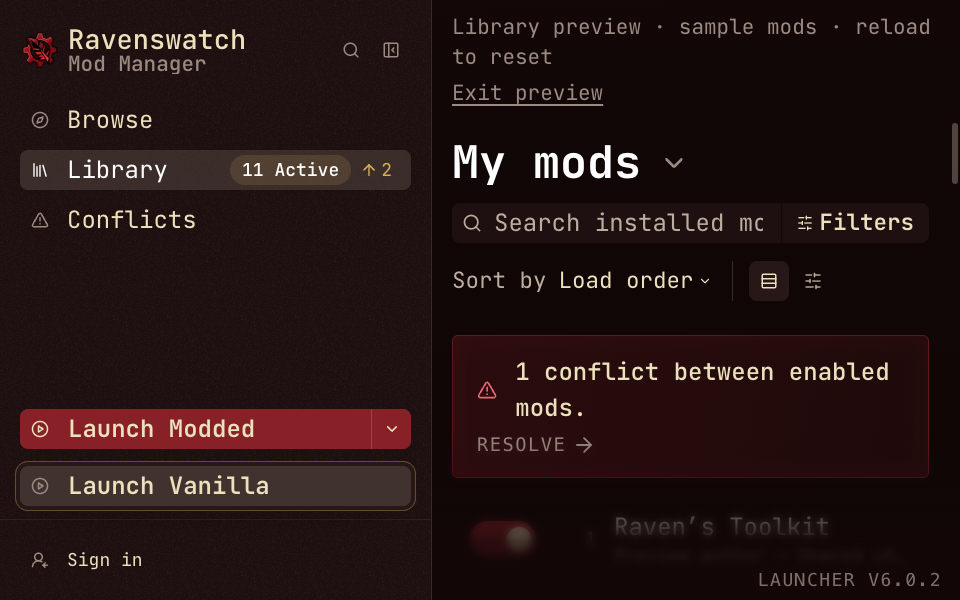 Ravenswatch
Mod Manager
Browse
Library
11 Active
2
Conflicts
Launch Modded
Launch Vanilla
Sign in
Library preview · sample mods · reload
to reset
Exit preview
My mods
Search installed mo
Filters
Sort by Load order
1 conflict between enabled
mods.
RESOLVE
Raven’s Toolkit
LAUNCHER V6.0.2